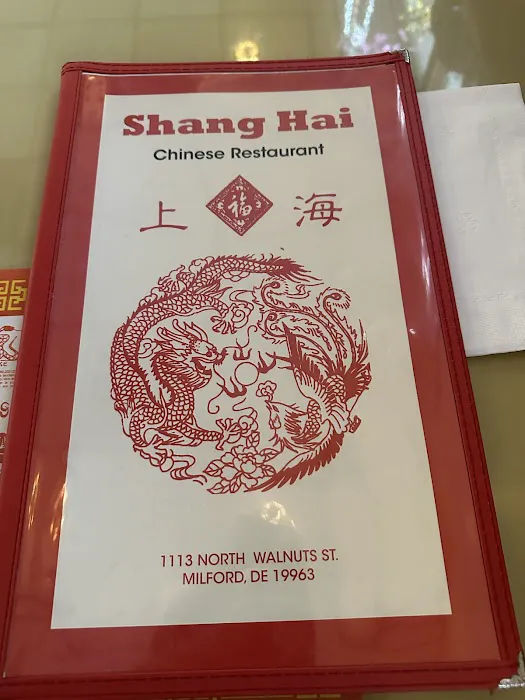 Shang Hai
Chinese Restaurant
上 福 海
1113 NORTH WALNUTS ST.
MILFORD, DE 19963